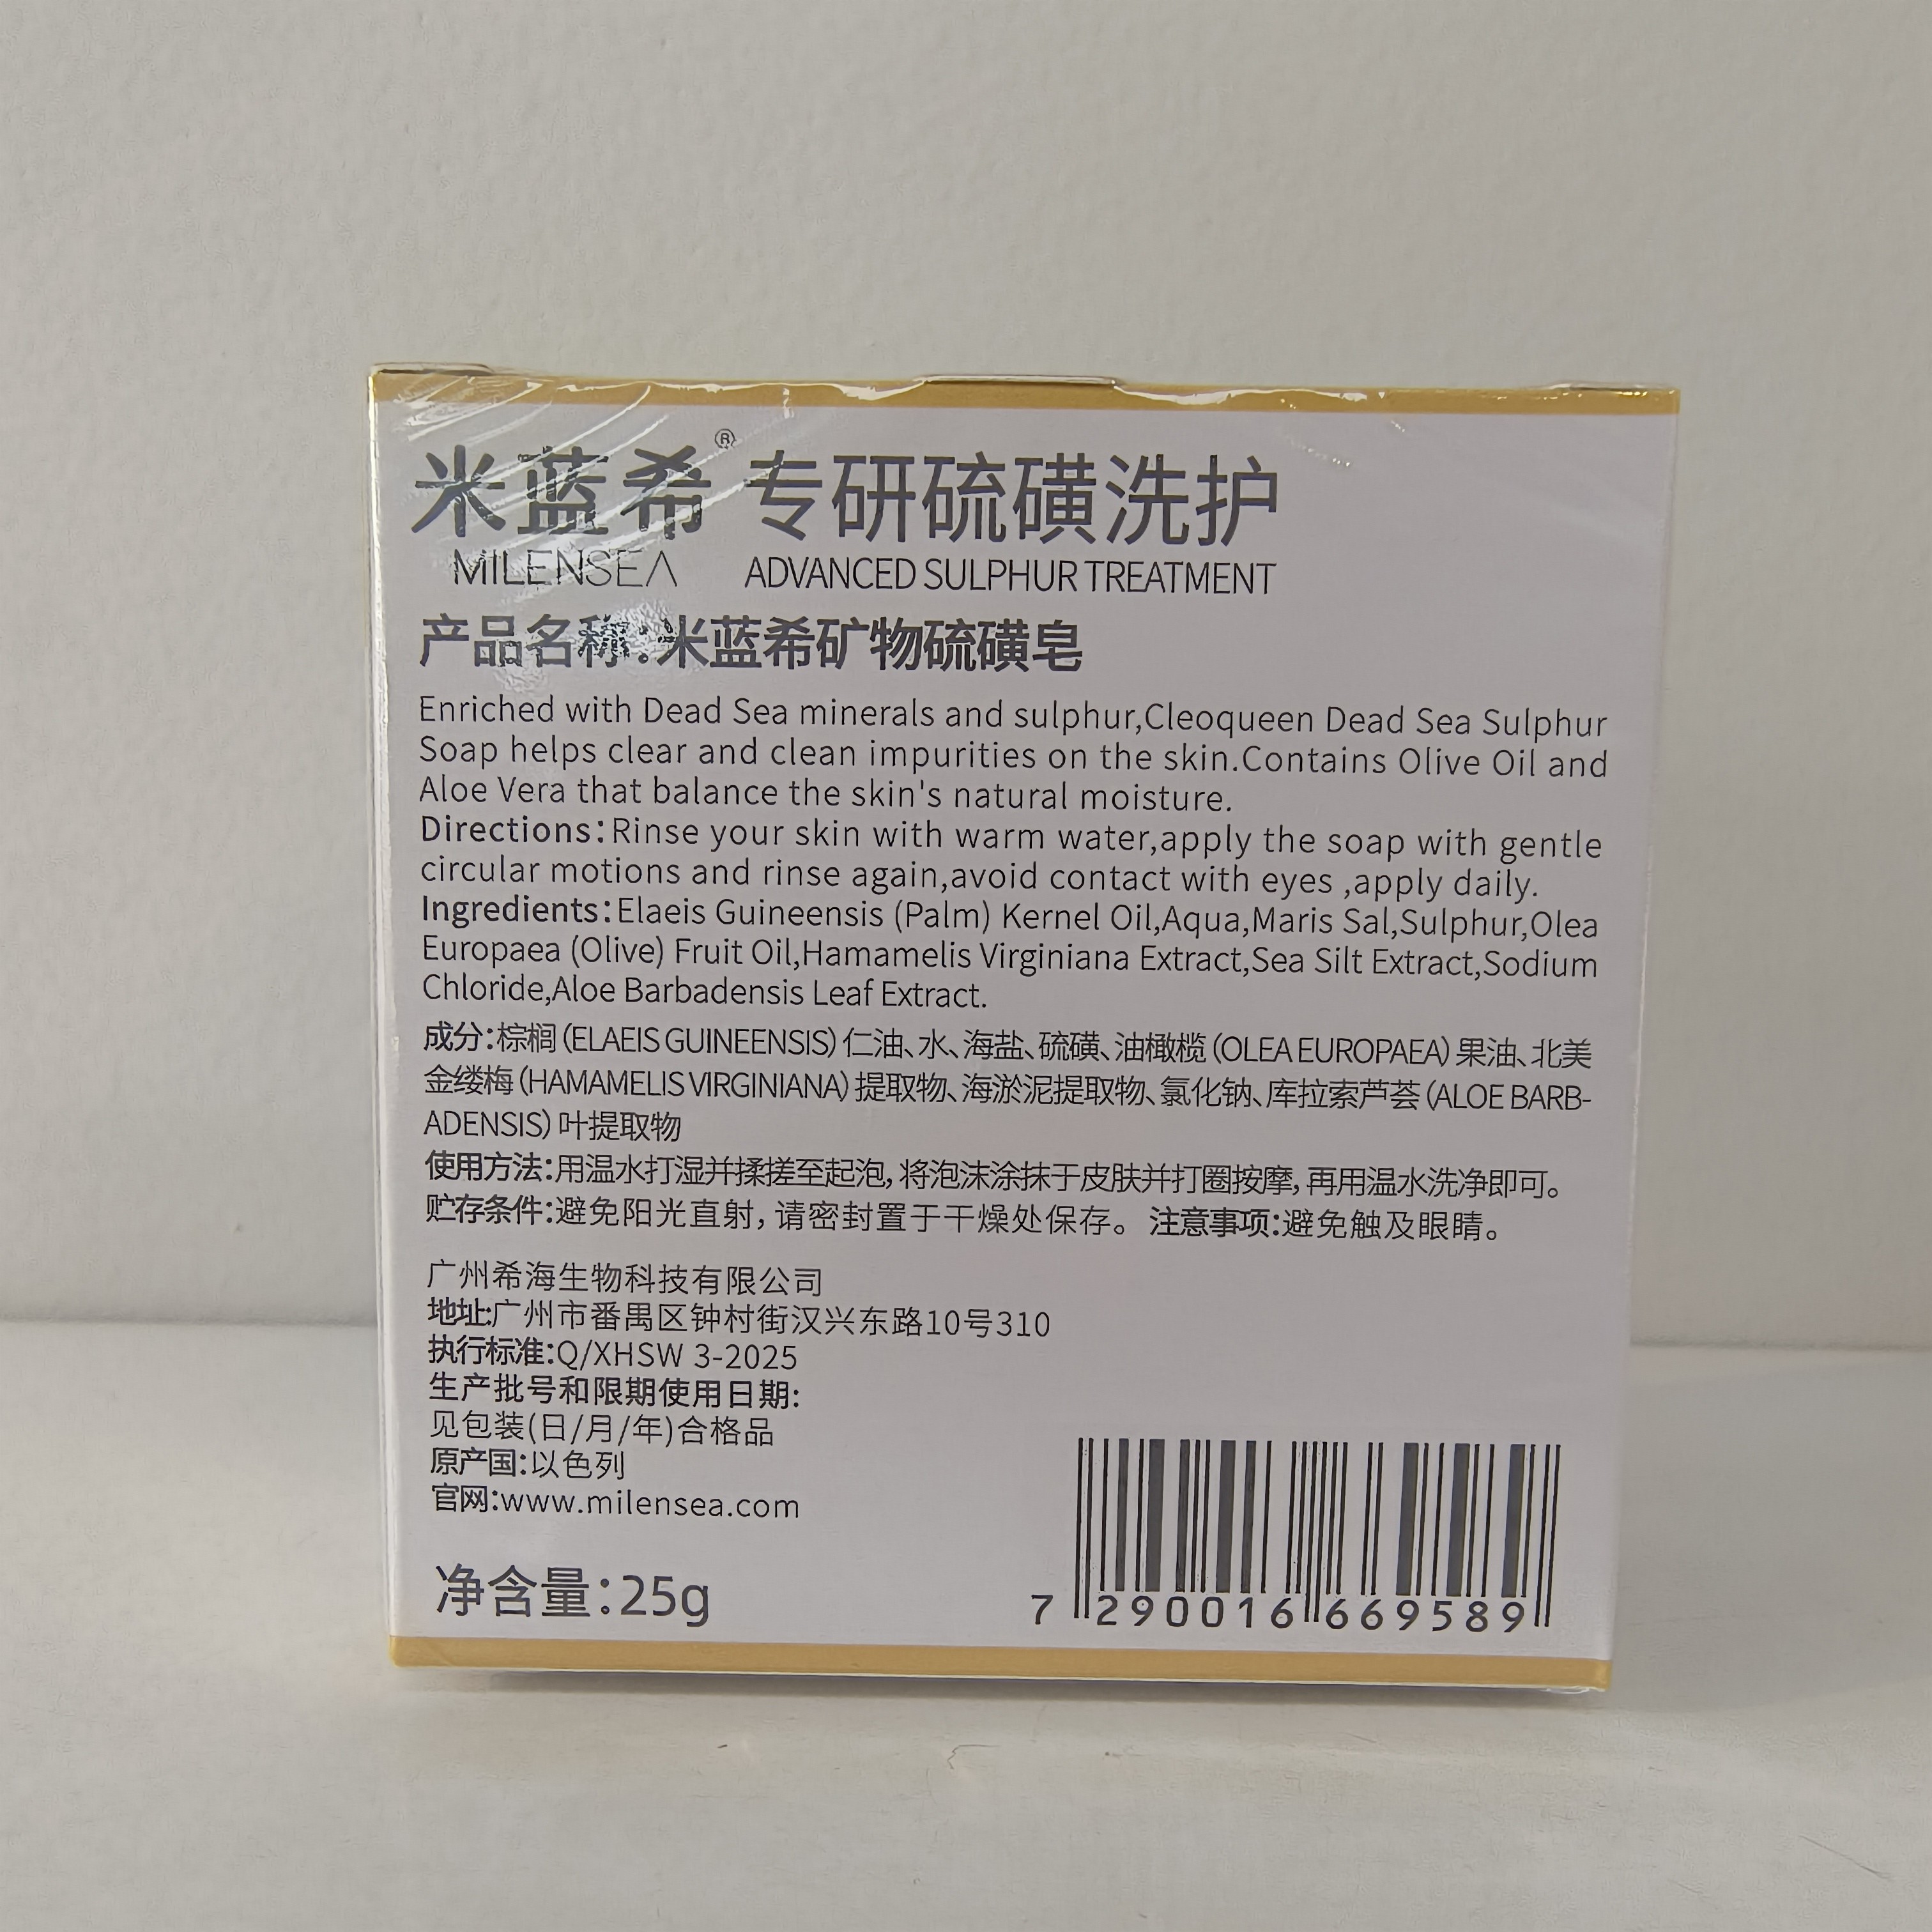 米蓝希® 专研硫磺洗护
MILENSEA ADVANCED SULPHUR TREATMENT
产品名称:米蓝希矿物硫磺皂
Enriched with Dead Sea minerals and sulphur,Cleoqueen Dead Sea Sulphur
Soap helps clear and clean impurities on the skin.Contains Olive Oil and
Aloe Vera that balance the skin's natural moisture.
Directions:Rinse your skin with warm water,apply the soap with gentle
circular motions and rinse again,avoid contact with eyes ,apply daily.
Ingredients:Elaeis Guineensis (Palm) Kernel Oil,Aqua,Maris Sal,Sulphur,Olea
Europaea (Olive) Fruit Oil,Hamamelis Virginiana Extract,Sea Silt Extract,Sodium
Chloride,Aloe Barbadensis Leaf Extract.
成分:棕榈(ELAEIS GUINEENSIS)仁油、水、海盐、硫磺、油橄榄(OLEA EUROPAEA)果油、北美
金缕梅(HAMAMELIS VIRGINIANA)提取物、海淤泥提取物、氯化钠、库拉索芦荟(ALOE BARB-
ADENSIS)叶提取物
使用方法:用温水打湿并揉搓至起泡,将泡沫涂抹于皮肤并打圈按摩,再用温水洗净即可。
贮存条件:避免阳光直射,请密封置于干燥处保存。 注意事项:避免触及眼睛。
广州希海生物科技有限公司
地址:广州市番禺区钟村街汉兴东路10号310
执行标准:Q/XHSW 3-2025
生产批号和限期使用日期:
见包装(日/月/年)合格品
原产国:以色列
官网:www.milensea.com
净含量:25g
7 290016 669589